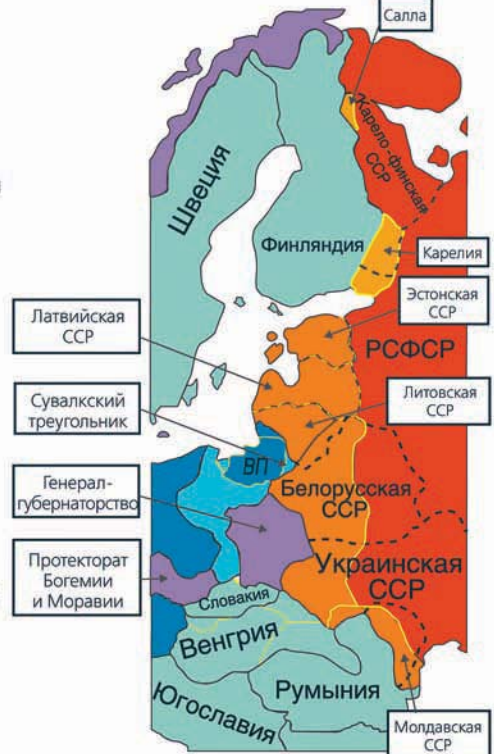 Салла
Карело-финская
ССР
Швеция
Финляндия
Карелия
Эстонская
ССР
Латвийская
ССР
РСФСР
Сувалкский
треугольник
Литовская
ССР
ВП
Генерал-
губернаторство
Белорусская
ССР
Протекторат
Богемии
и Моравии
Украинская
ССР
Словакия
Венгрия
Румыния
Югославия
Молдавская
ССР